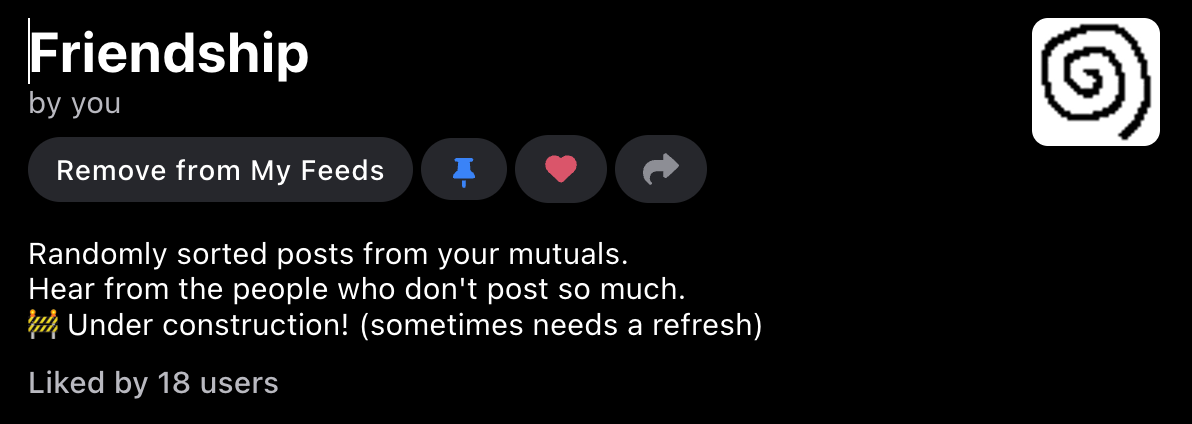 Friendship
by you
Remove from My Feeds
Randomly sorted posts from your mutuals.
Hear from the people who don't post so much.
🚧 Under construction! (sometimes needs a refresh)
Liked by 18 users